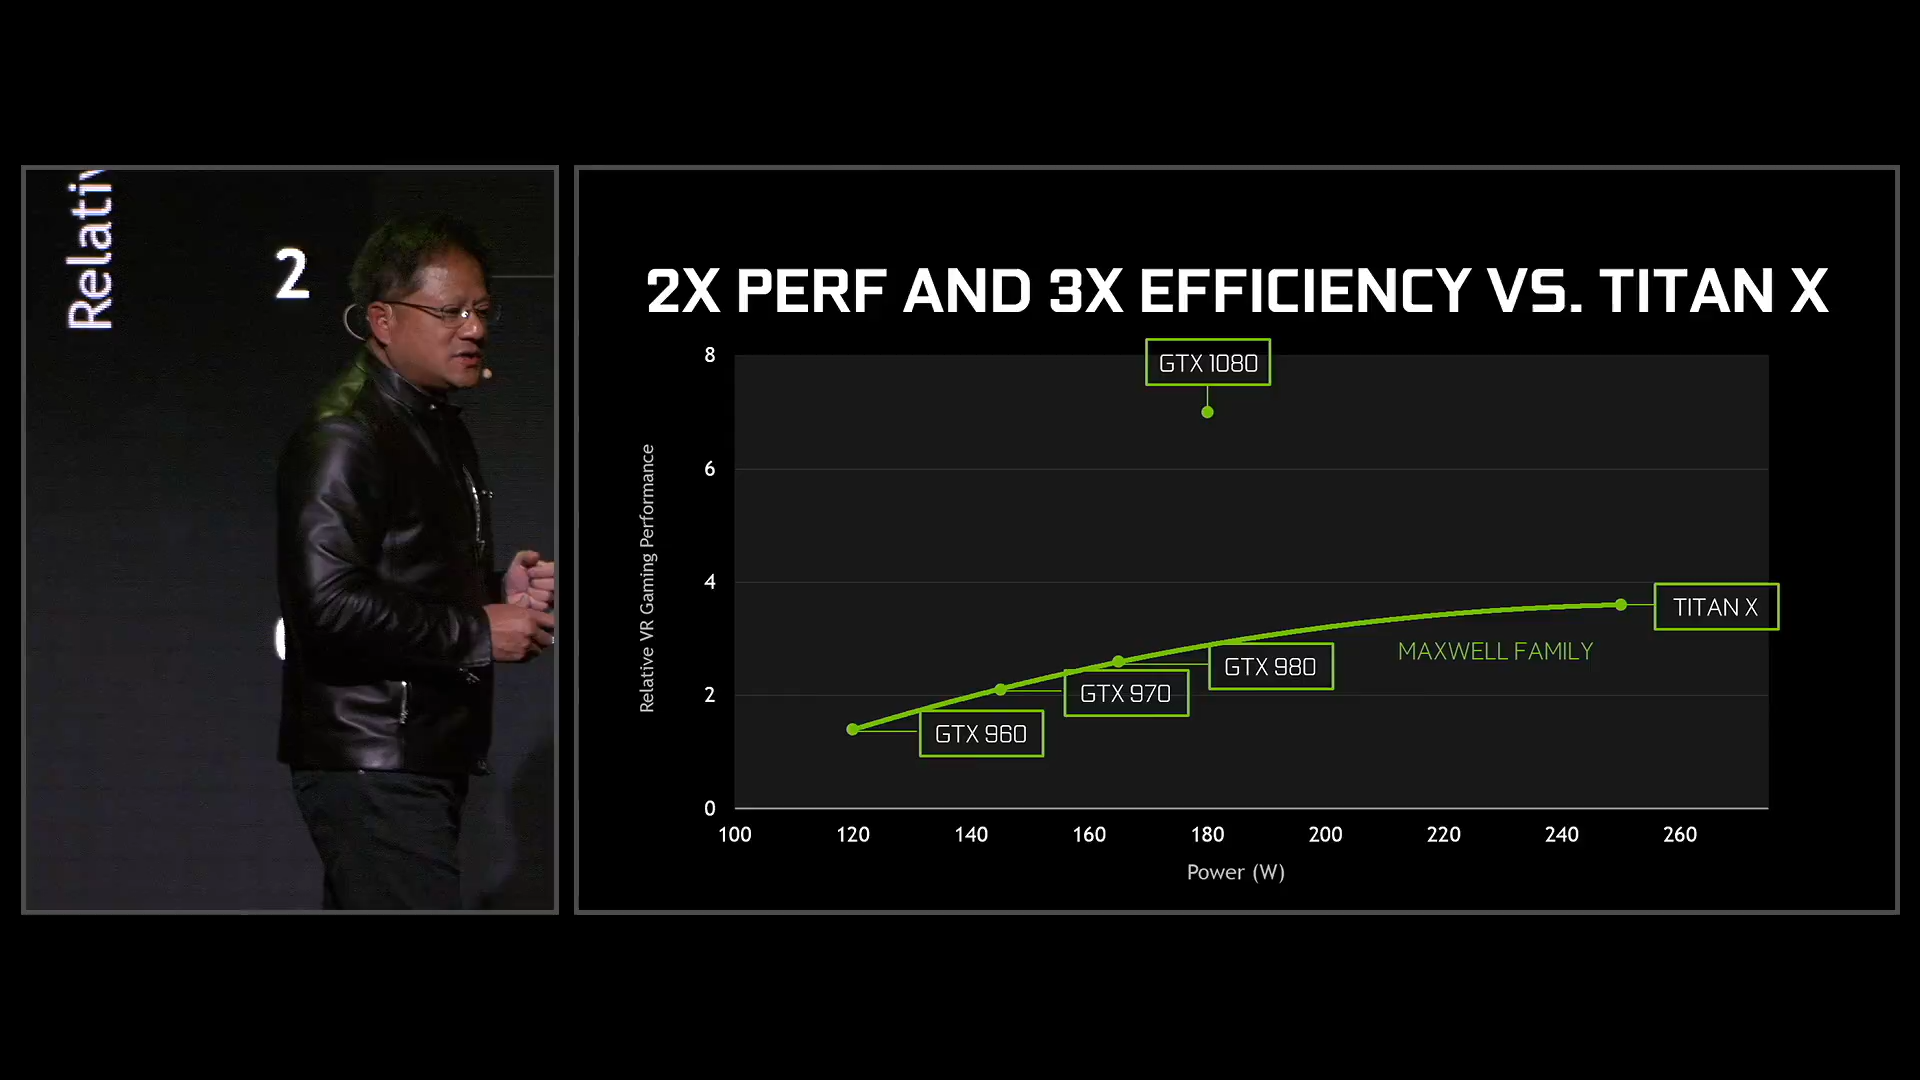 Relativ
2
2X PERF AND 3X EFFICIENCY VS. TITAN X
8
GTX 1080
6
Relative VR Gaming Performance
4
TITAN X
MAXWELL FAMILY
GTX 980
2
GTX 970
GTX 960
0
100 120 140 160 180 200 220 240 260
Power (W)